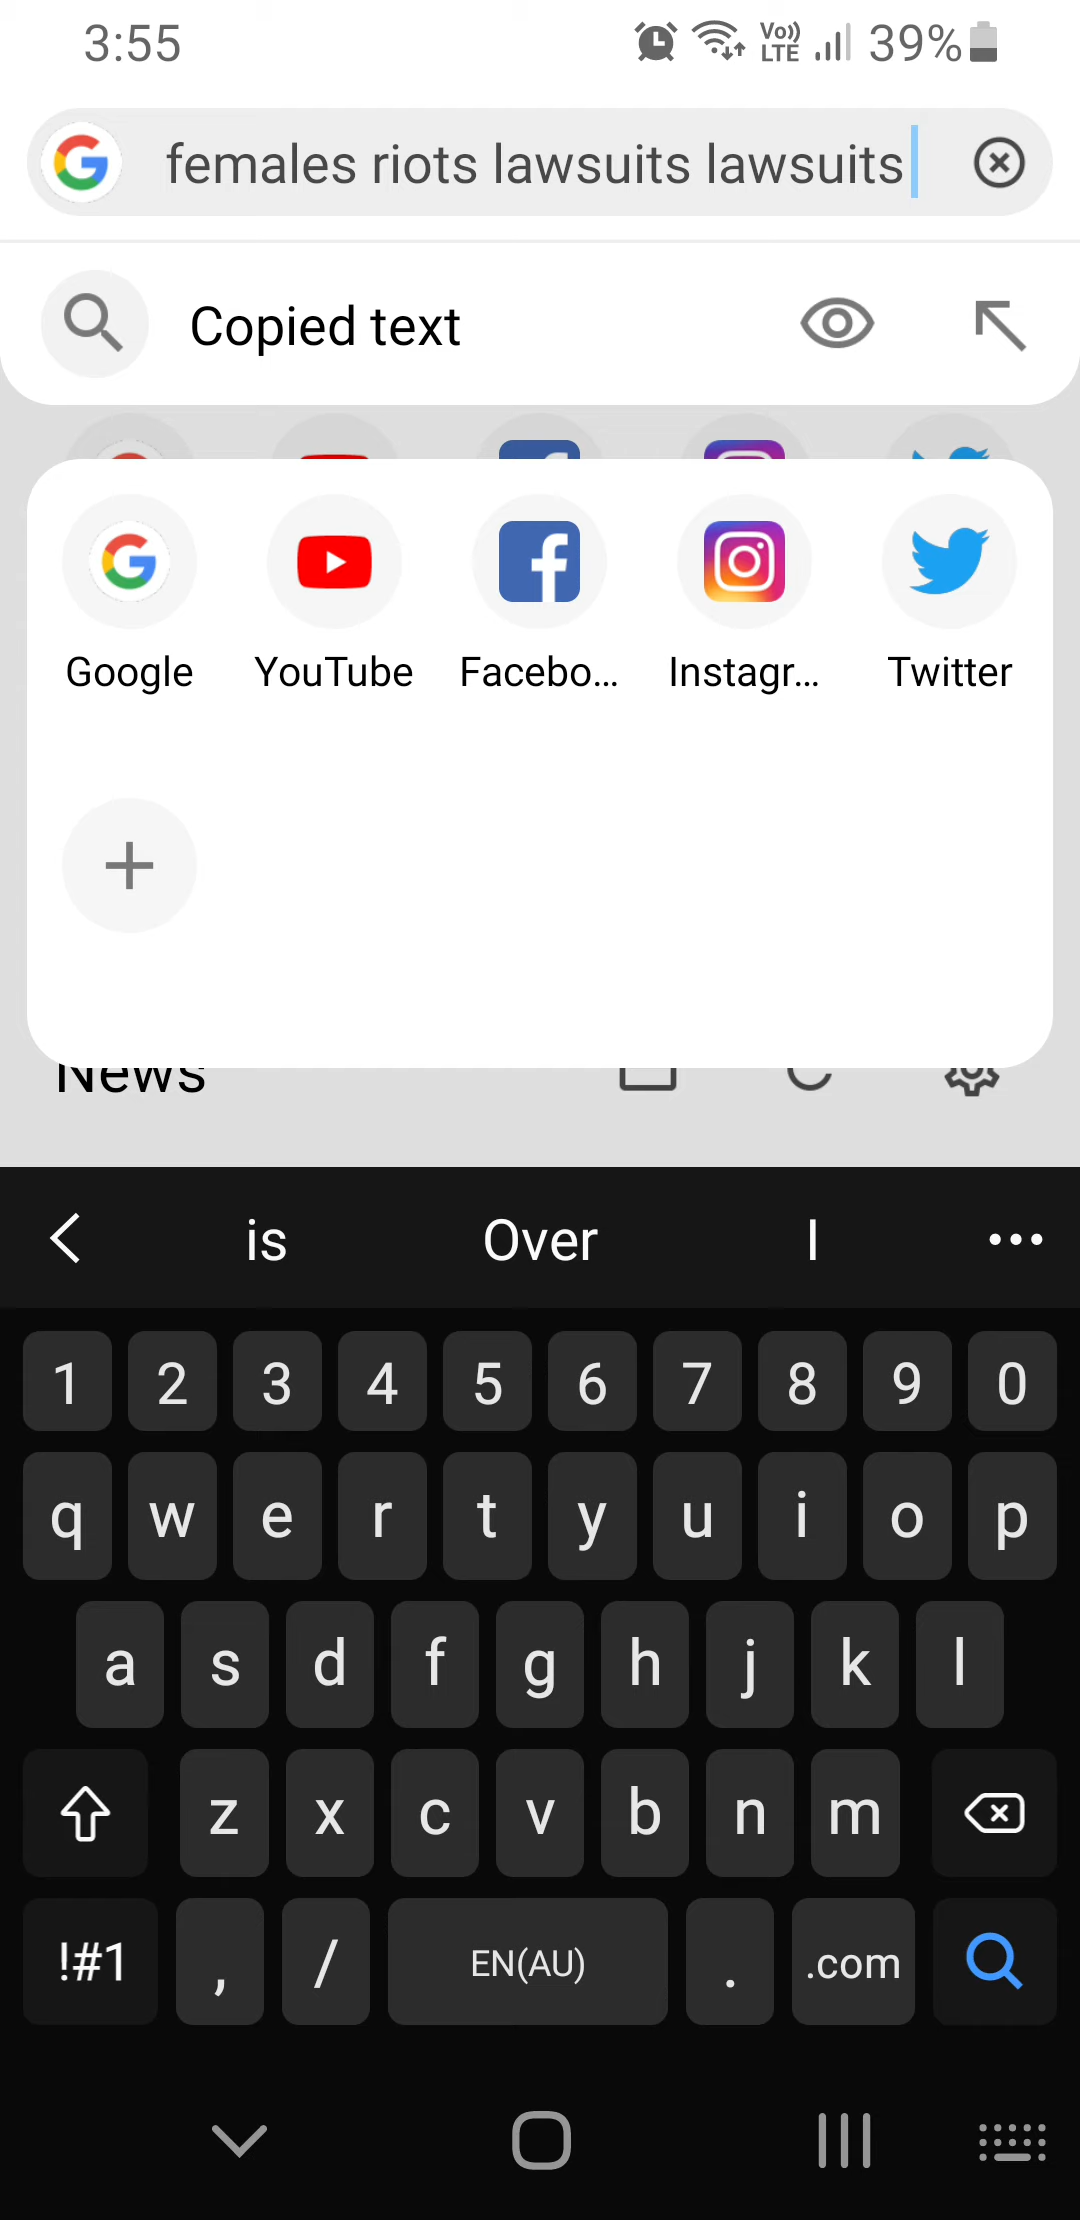 3:55 Vo)) LTE 39%
females riots lawsuits lawsuits
Copied text
Google YouTube Facebo... Instagr... Twitter
News
is Over I
1 2 3 4 5 6 7 8 9 0
q w e r t y u i o p
a s d f g h j k l
z x c v b n m
!#1 , / EN(AU) . .com